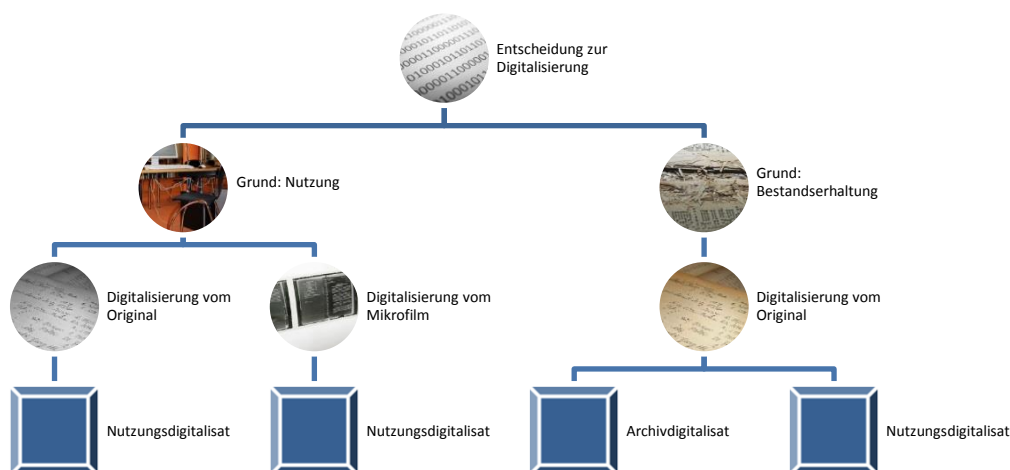 Entscheidung zur
Digitalisierung
Grund: Nutzung
Grund:
Bestandserhaltung
Digitalisierung vom
Original
Digitalisierung vom
Mikrofilm
Digitalisierung vom
Original
Nutzungsdigitalisat
Nutzungsdigitalisat
Archivdigitalisat
Nutzungsdigitalisat